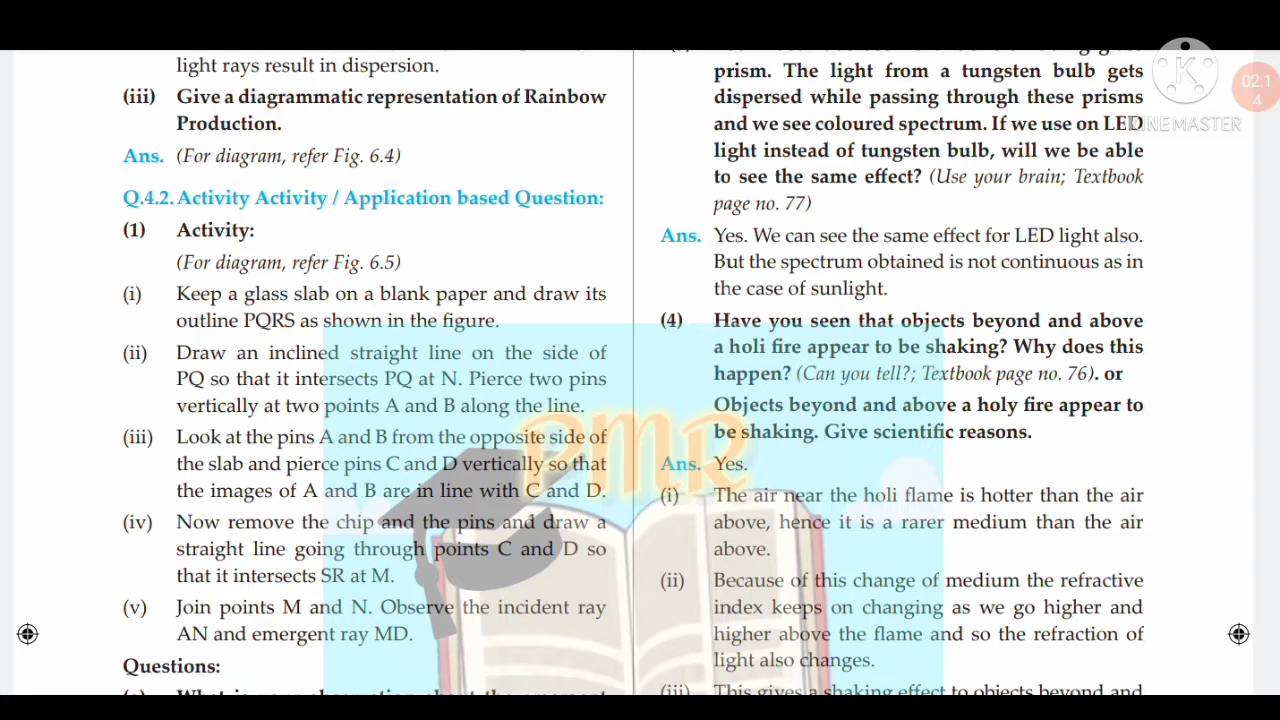 light rays result in dispersion.
(iii) Give a diagrammatic representation of Rainbow
Production.
Ans. (For diagram, refer Fig. 6.4)
Q.4.2. Activity Activity / Application based Question:
(1) Activity:
(For diagram, refer Fig. 6.5)
(i) Keep a glass slab on a blank paper and draw its
outline PQRS as shown in the figure.
(ii) Draw an inclined straight line on the side of
PQ so that it intersects PQ at N. Pierce two pins
vertically at two points A and B along the line.
(iii) Look at the pins A and B from the opposite side of
the slab and pierce pins C and D vertically so that
the images of A and B are in line with C and D.
(iv) Now remove the chip and the pins and draw a
straight line going through points C and D so
that it intersects SR at M.
(v) Join points M and N. Observe the incident ray
AN and emergent ray MD.
Questions:
prism. The light from a tungsten bulb gets
dispersed while passing through these prisms
and we see coloured spectrum. If we use on LED
light instead of tungsten bulb, will we be able
to see the same effect? (Use your brain; Textbook
page no. 77)
Ans. Yes. We can see the same effect for LED light also.
But the spectrum obtained is not continuous as in
the case of sunlight.
(4) Have you seen that objects beyond and above
a holi fire appear to be shaking? Why does this
happen? (Can you tell?; Textbook page no. 76). or
Objects beyond and above a holy fire appear to
be shaking. Give scientific reasons.
Ans. Yes.
(i) The air near the holi flame is hotter than the air
above, hence it is a rarer medium than the air
above.
(ii) Because of this change of medium the refractive
index keeps on changing as we go higher and
higher above the flame and so the refraction of
light also changes.
(iii) This gives a shaking effect to objects beyond and
PMR
K
KINEMASTER
02:1
4